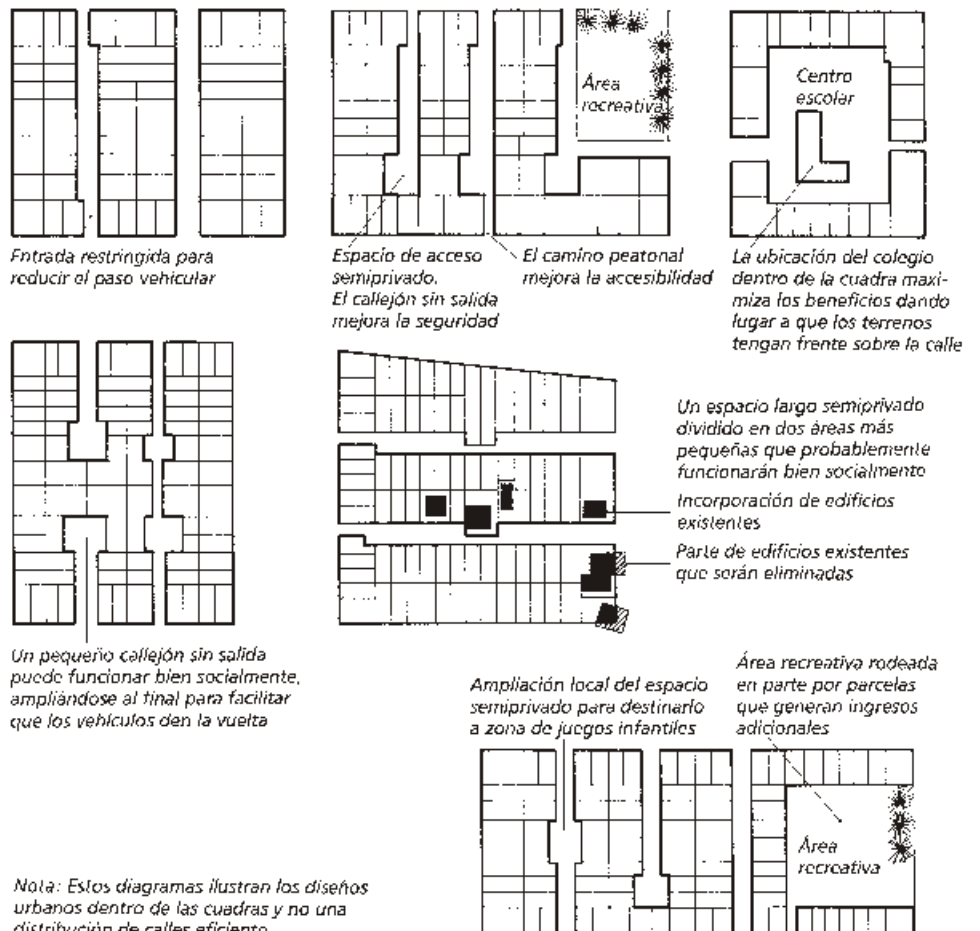 Área
recreativa
Centro
escolar
Entrada restringida para
reducir el paso vehicular
Espacio de acceso
semiprivado.
El callejón sin salida
mejora la seguridad
El camino peatonal
mejora la accesibilidad
La ubicación del colegio
dentro de la cuadra maxi-
miza los beneficios dando
lugar a que los terrenos
tengan frente sobre la calle
Un espacio largo semiprivado
dividido en dos áreas más
pequeñas que probablemente
funcionarán bien socialmente
Incorporación de edificios
existentes
Parte de edificios existentes
que serán eliminadas
Un pequeño callejón sin salida
puede funcionar bien socialmente,
ampliándose al final para facilitar
que los vehículos den la vuelta
Ampliación local del espacio
semiprivado para destinarlo
a zona de juegos infantiles
Área recreativa rodeada
en parte por parcelas
que generan ingresos
adicionales
Área
recreativa
Nota: Estos diagramas ilustran los diseños
urbanos dentro de las cuadras y no una
distribución de calles eficiente